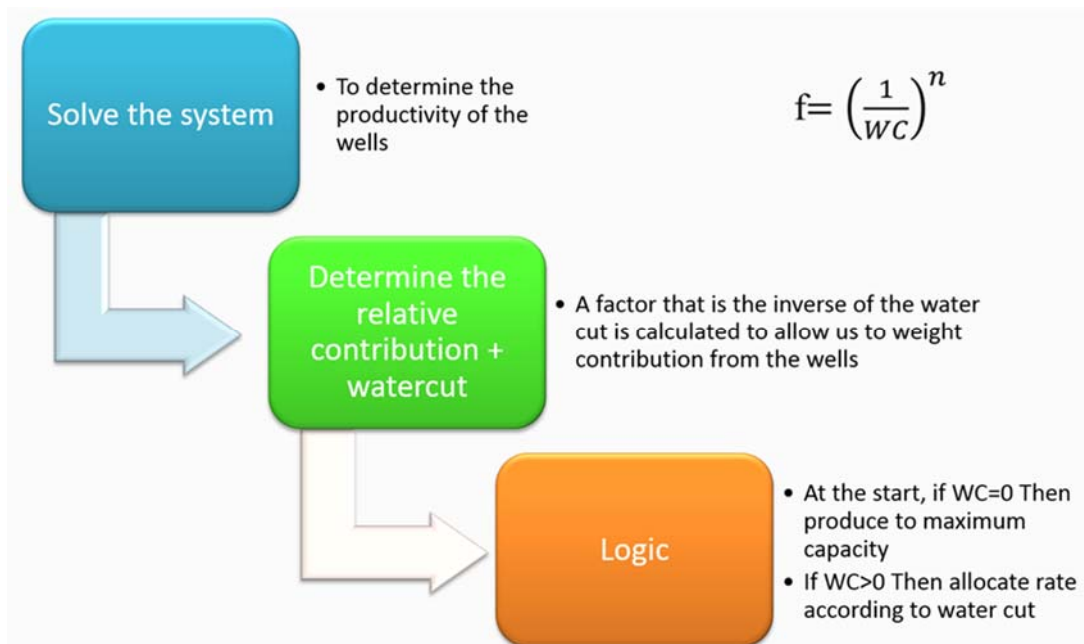 Solve the system
• To determine the
productivity of the
wells
f= (1/WC)^n
Determine the
relative
contribution +
watercut
• A factor that is the inverse of the water
cut is calculated to allow us to weight
contribution from the wells
Logic
• At the start, if WC=0 Then
produce to maximum
capacity
• If WC>0 Then allocate rate
according to water cut